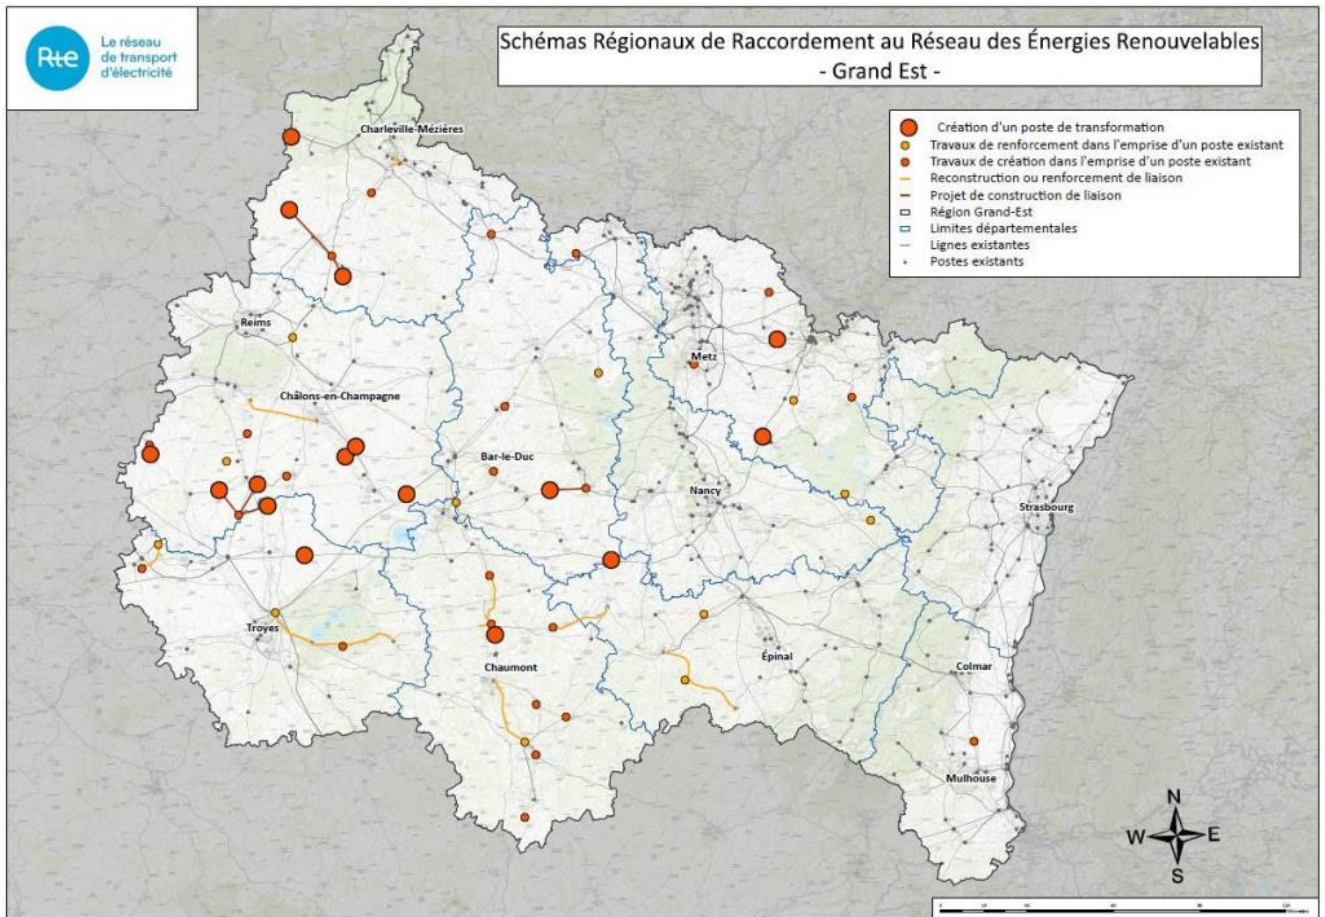 Rte
Le réseau
de transport
d'électricité
Schémas Régionaux de Raccordement au Réseau des Énergies Renouvelables
- Grand Est -
Création d'un poste de transformation
Travaux de renforcement dans l'emprise d'un poste existant
Travaux de création dans l'emprise d'un poste existant
Reconstruction ou renforcement de liaison
Projet de construction de liaison
Région Grand-Est
Limites départementales
Lignes existantes
Postes existants
Charleville-Mézières
Reims
Metz
Châlons-en-Champagne
Bar-le-Duc
Nancy
Strasbourg
Troyes
Épinal
Chaumont
Colmar
Mulhouse
N
W E
S